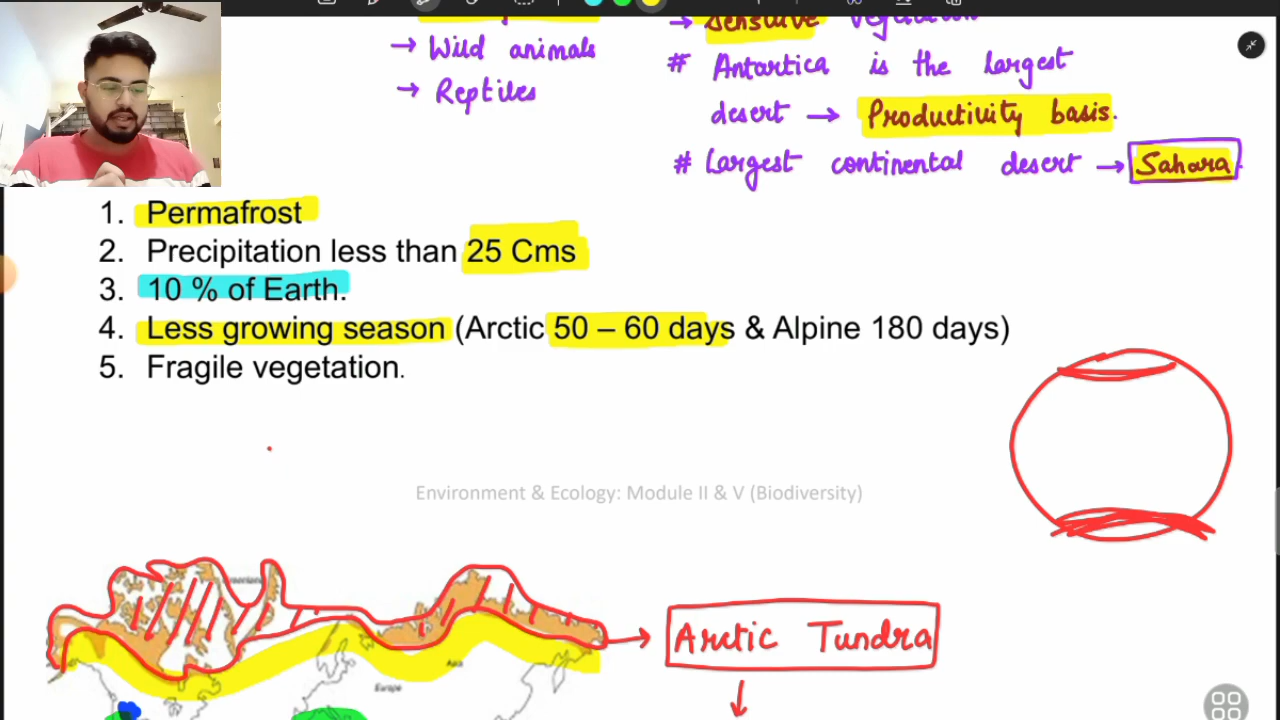 → Sensitive vegetation
→ Wild animals
→ Reptiles
# Antartica is the largest
desert → Productivity basis.
# Largest continental desert → Sahara.
1. Permafrost
2. Precipitation less than 25 Cms
3. 10 % of Earth.
4. Less growing season (Arctic 50 – 60 days & Alpine 180 days)
5. Fragile vegetation.
Environment & Ecology: Module II & V (Biodiversity)
→ Arctic Tundra
Asia
Europe